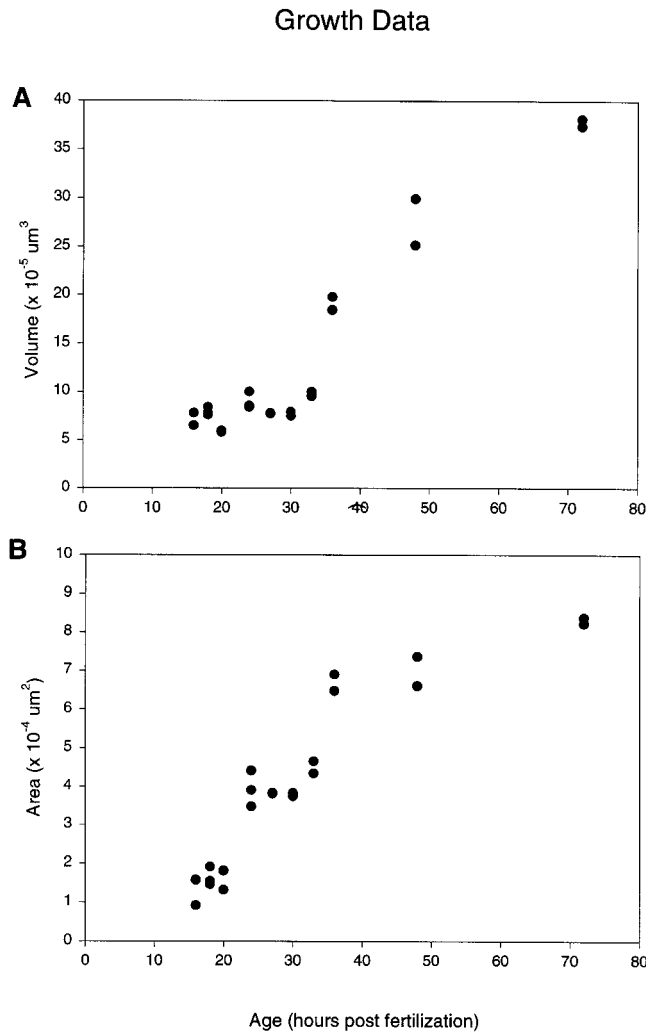 Growth Data
A
40
35
30
25
20
15
10
5
0
Volume (x 10-5 um3
0 10 20 30 40 50 60 70 80
B
10
9
8
7
6
5
4
3
2
1
0
Area (x 10-4 um2)
0 10 20 30 40 50 60 70 80
Age (hours post fertilization)